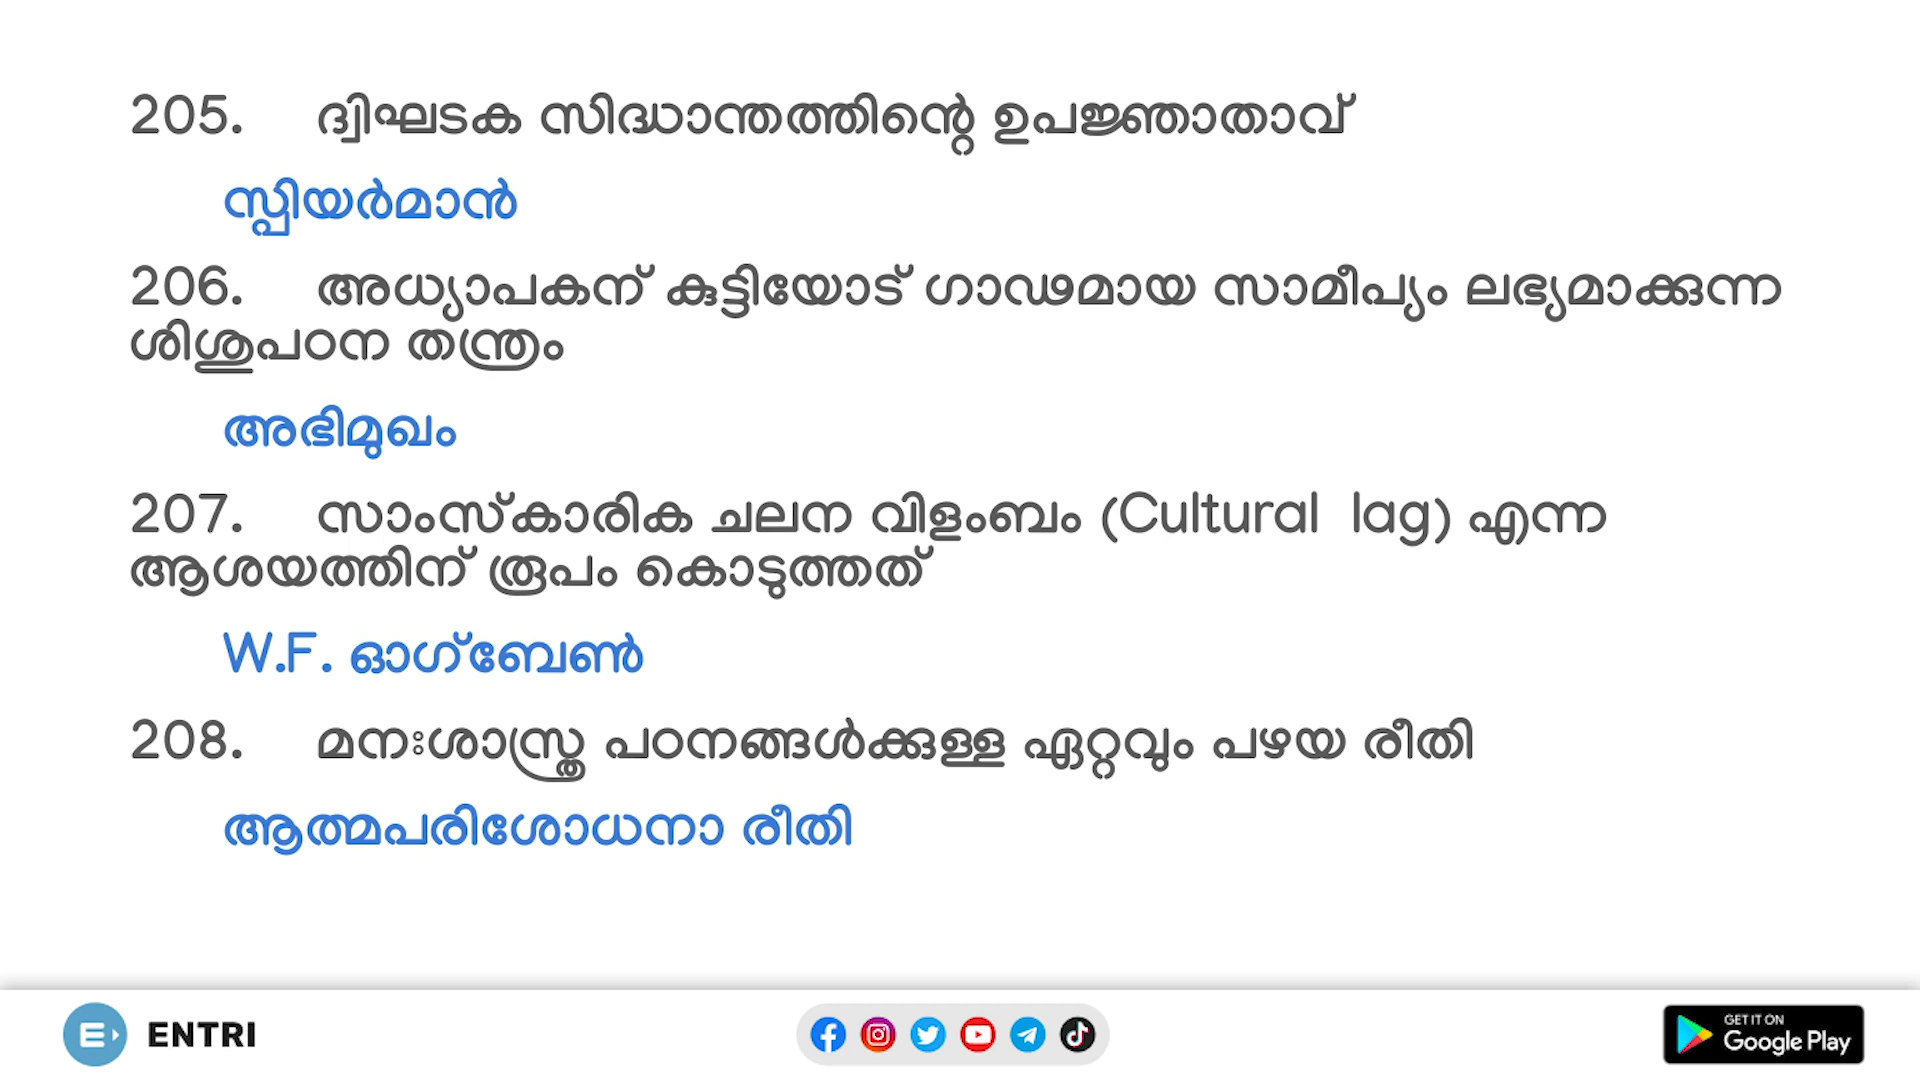 205. ദ്വിഘടക സിദ്ധാന്തത്തിന്റെ ഉപജ്ഞാതാവ്
സ്പിയർമാൻ
206. അധ്യാപകന് കുട്ടിയോട് ഗാഢമായ സാമീപ്യം ലഭ്യമാക്കുന്ന
ശിശുപഠന തന്ത്രം
അഭിമുഖം
207. സാംസ്കാരിക ചലന വിളംബം (Cultural lag) എന്ന
ആശയത്തിന് രൂപം കൊടുത്തത്
W.F. ഓഗ്ബേൺ
208. മനഃശാസ്ത്ര പഠനങ്ങൾക്കുള്ള ഏറ്റവും പഴയ രീതി
ആത്മപരിശോധനാ രീതി
E ENTRI
GET IT ON
Google Play